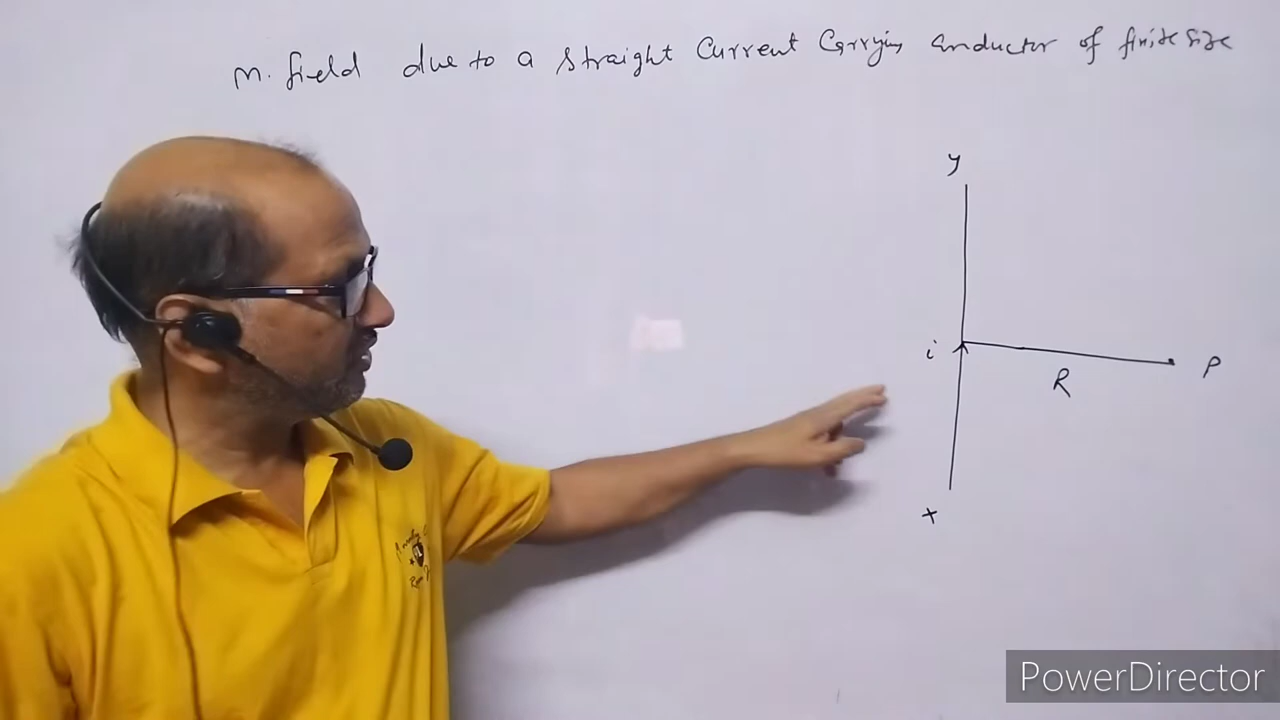 M. field due to a straight current carrying conductor of finite size
y
i
R
P
x
PowerDirector